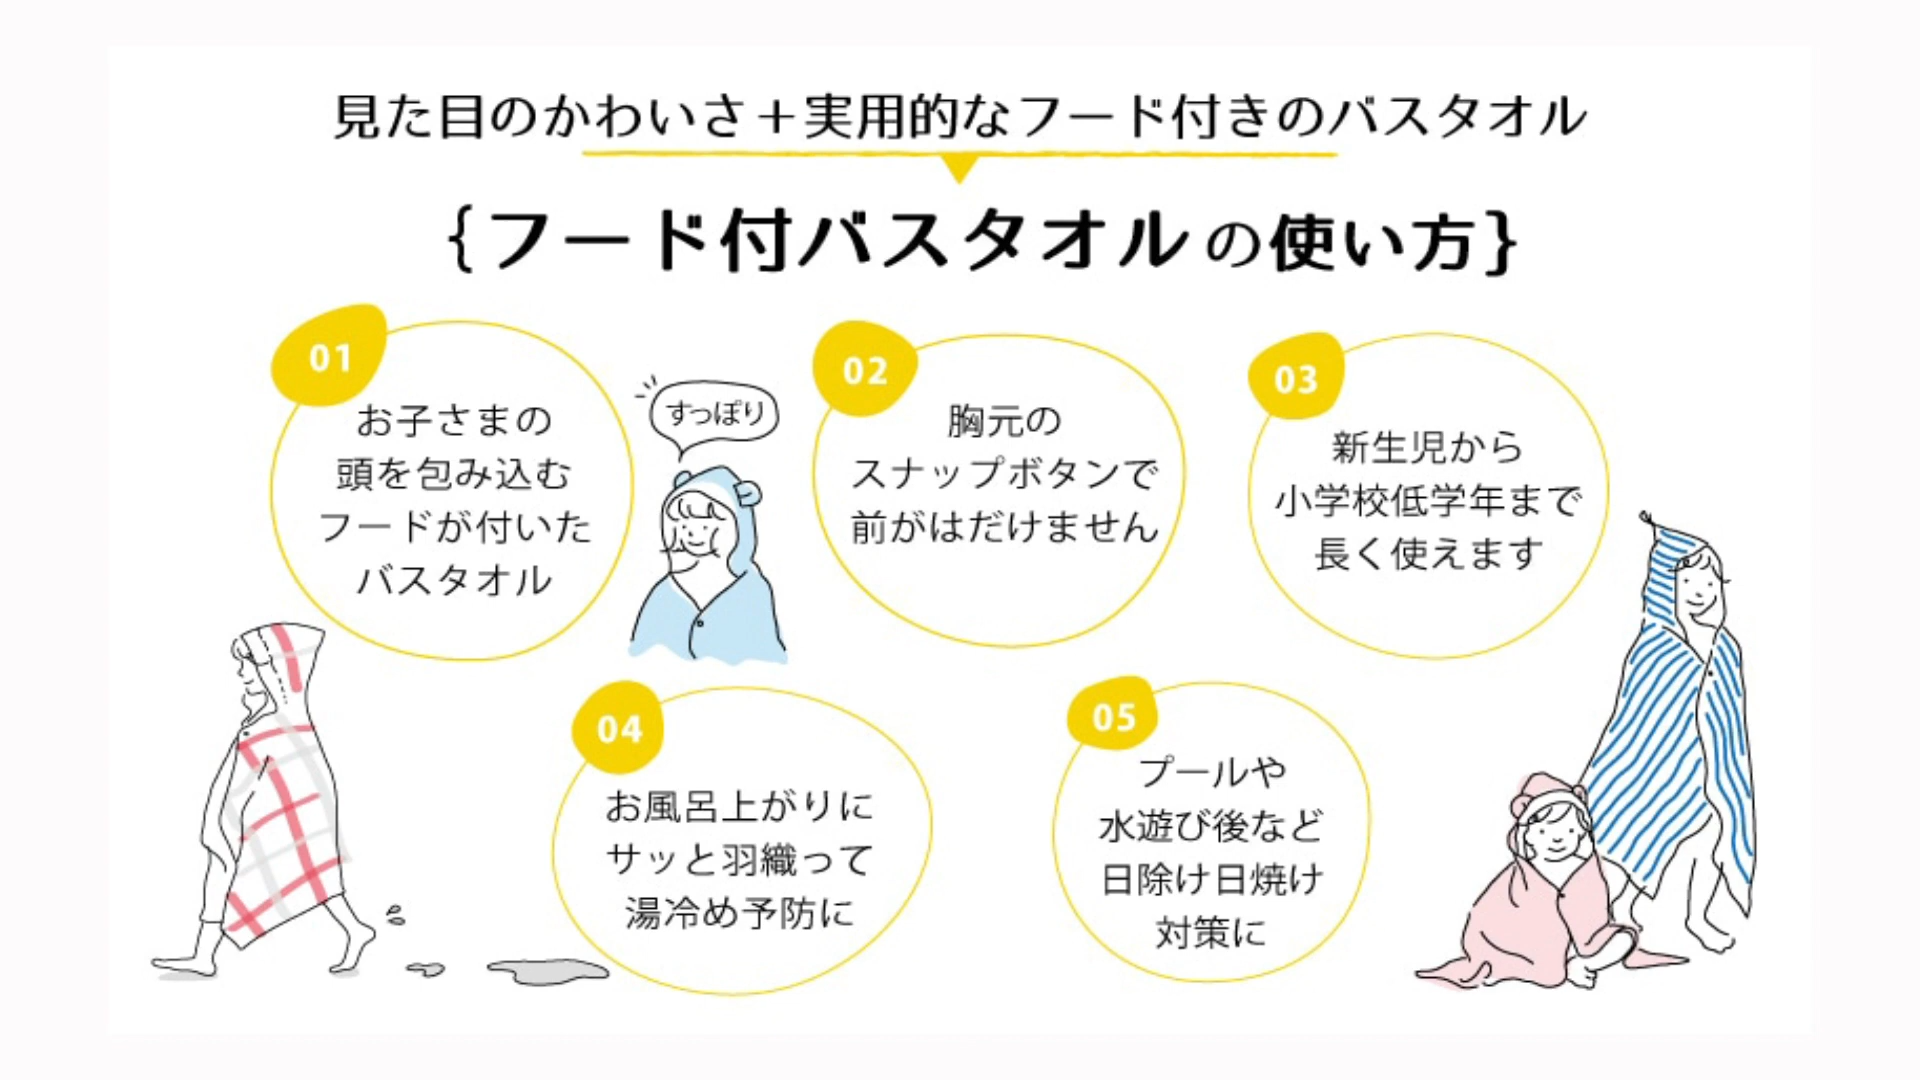 見た目のかわいさ＋実用的なフード付きのバスタオル
{フード付バスタオルの使い方}
01
お子さまの
頭を包み込む
フードが付いた
バスタオル
すっぽり
02
胸元の
スナップボタンで
前がはだけません
03
新生児から
小学校低学年まで
長く使えます
04
お風呂上がりに
サッと羽織って
湯冷め予防に
05
プールや
水遊び後など
日除け日焼け
対策に